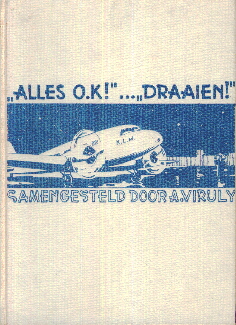 „ALLES O.K!"...„DRAAIEN!"
K.L.M.
SAMENGESTELD DOOR A.VIRULY